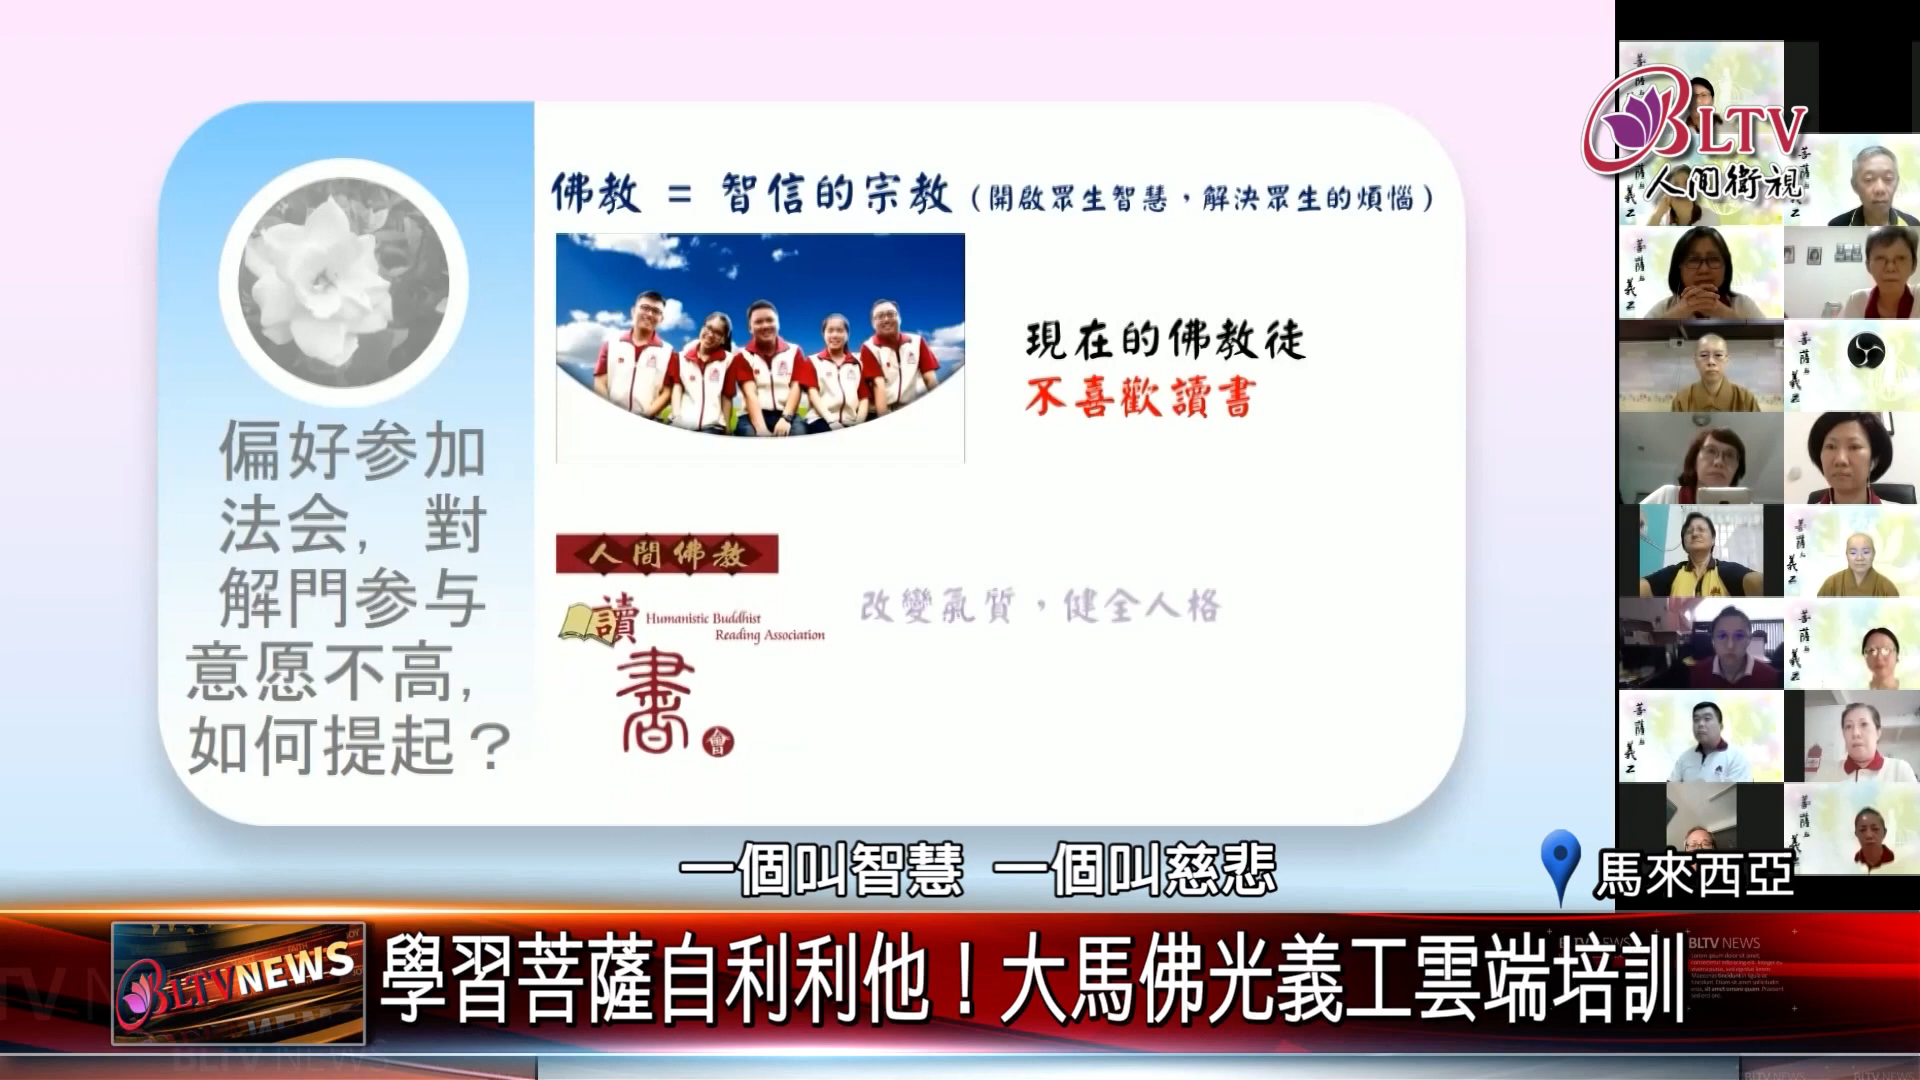 佛教 = 智信的宗教（開啟眾生智慧，解決眾生的煩惱）
現在的佛教徒
不喜歡讀書
偏好参加
法会，對
解門参与
意愿不高，
如何提起？
人間佛教
讀 Humanistic Buddhist
Reading Association
書
會
改變氣質，健全人格
BLTV
人間衛視
一個叫智慧 一個叫慈悲
馬來西亞
BLTV NEWS
學習菩薩自利利他！大馬佛光義工雲端培訓
BLTV NEWS